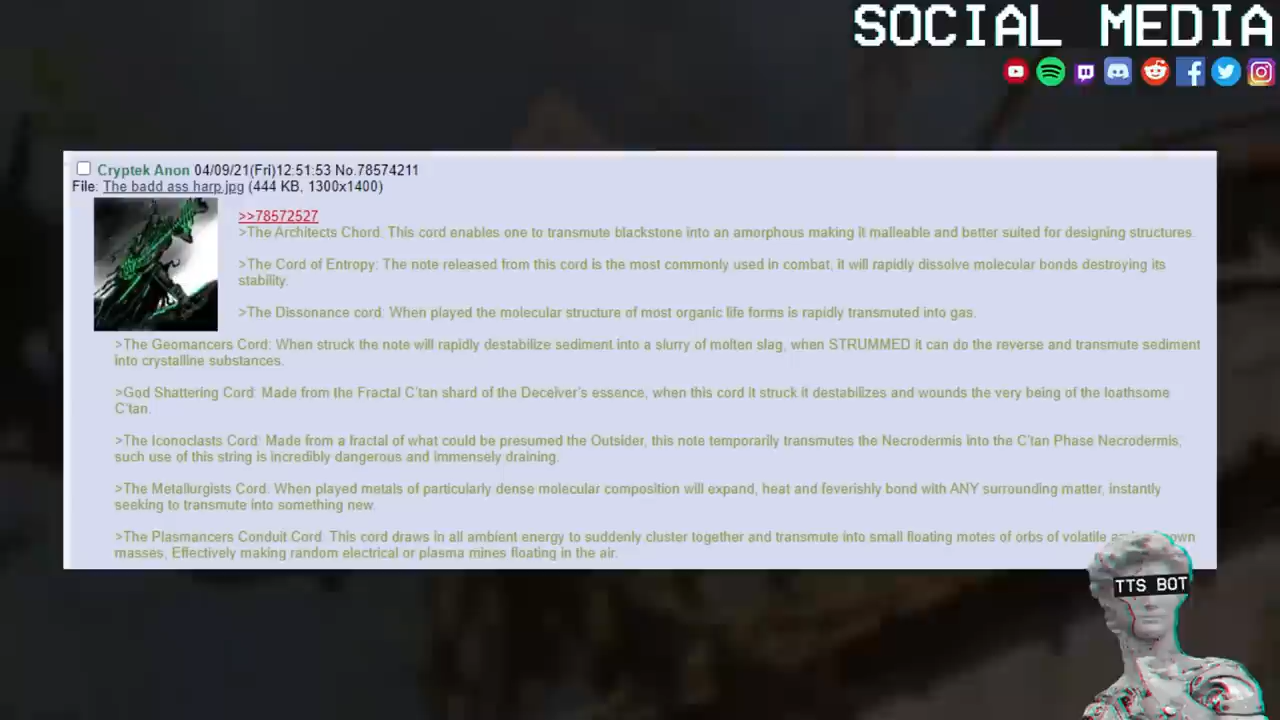 SOCIAL MEDIA
Cryptek Anon 04/09/21(Fri)12:51:53 No.78574211
File: The badd ass harp.jpg (444 KB, 1300x1400)
>>78572527
>The Architects Chord. This cord enables one to transmute blackstone into an amorphous making it malleable and better suited for designing structures.
>The Cord of Entropy: The note released from this cord is the most commonly used in combat, it will rapidly dissolve molecular bonds destroying its
stability.
>The Dissonance cord. When played the molecular structure of most organic life forms is rapidly transmuted into gas.
>The Geomancers Cord: When struck the note will rapidly destabilize sediment into a slurry of molten slag, when STRUMMED it can do the reverse and transmute sediment
into crystalline substances.
>God Shattering Cord: Made from the Fractal C'tan shard of the Deceiver's essence, when this cord it struck it destabilizes and wounds the very being of the loathsome
C'tan.
>The Iconoclasts Cord: Made from a fractal of what could be presumed the Outsider, this note temporarily transmutes the Necrodermis into the C'tan Phase Necrodermis,
such use of this string is incredibly dangerous and immensely draining.
>The Metallurgists Cord. When played metals of particularly dense molecular composition will expand, heat and feverishly bond with ANY surrounding matter, instantly
seeking to transmute into something new.
>The Plasmancers Conduit Cord. This cord draws in all ambient energy to suddenly cluster together and transmute into small floating motes of orbs of volatile
masses. Effectively making random electrical or plasma mines floating in the air.
TTS BOT